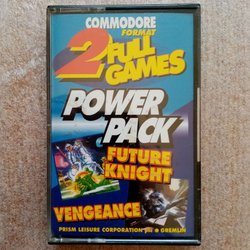 COMMODORE
FORMAT
2 FULL
GAMES
POWER
PACK
FUTURE
KNIGHT
VENGEANCE
PRISM LEISURE CORPORATION plc ● GREMLIN